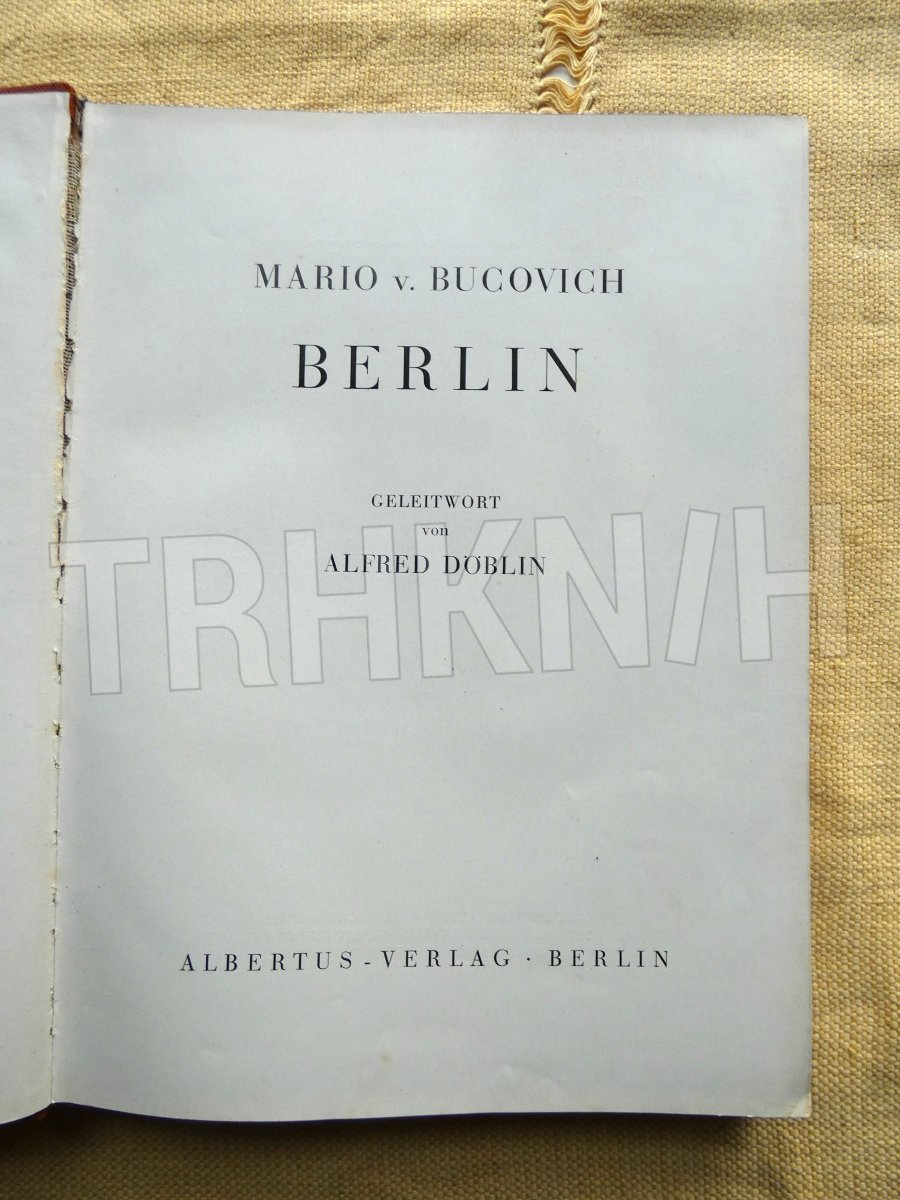 MARIO v. BUCOVICH
BERLIN
GELEITWORT
von
ALFRED DÖBLIN
TRHKN/H
ALBERTUS-VERLAG · BERLIN